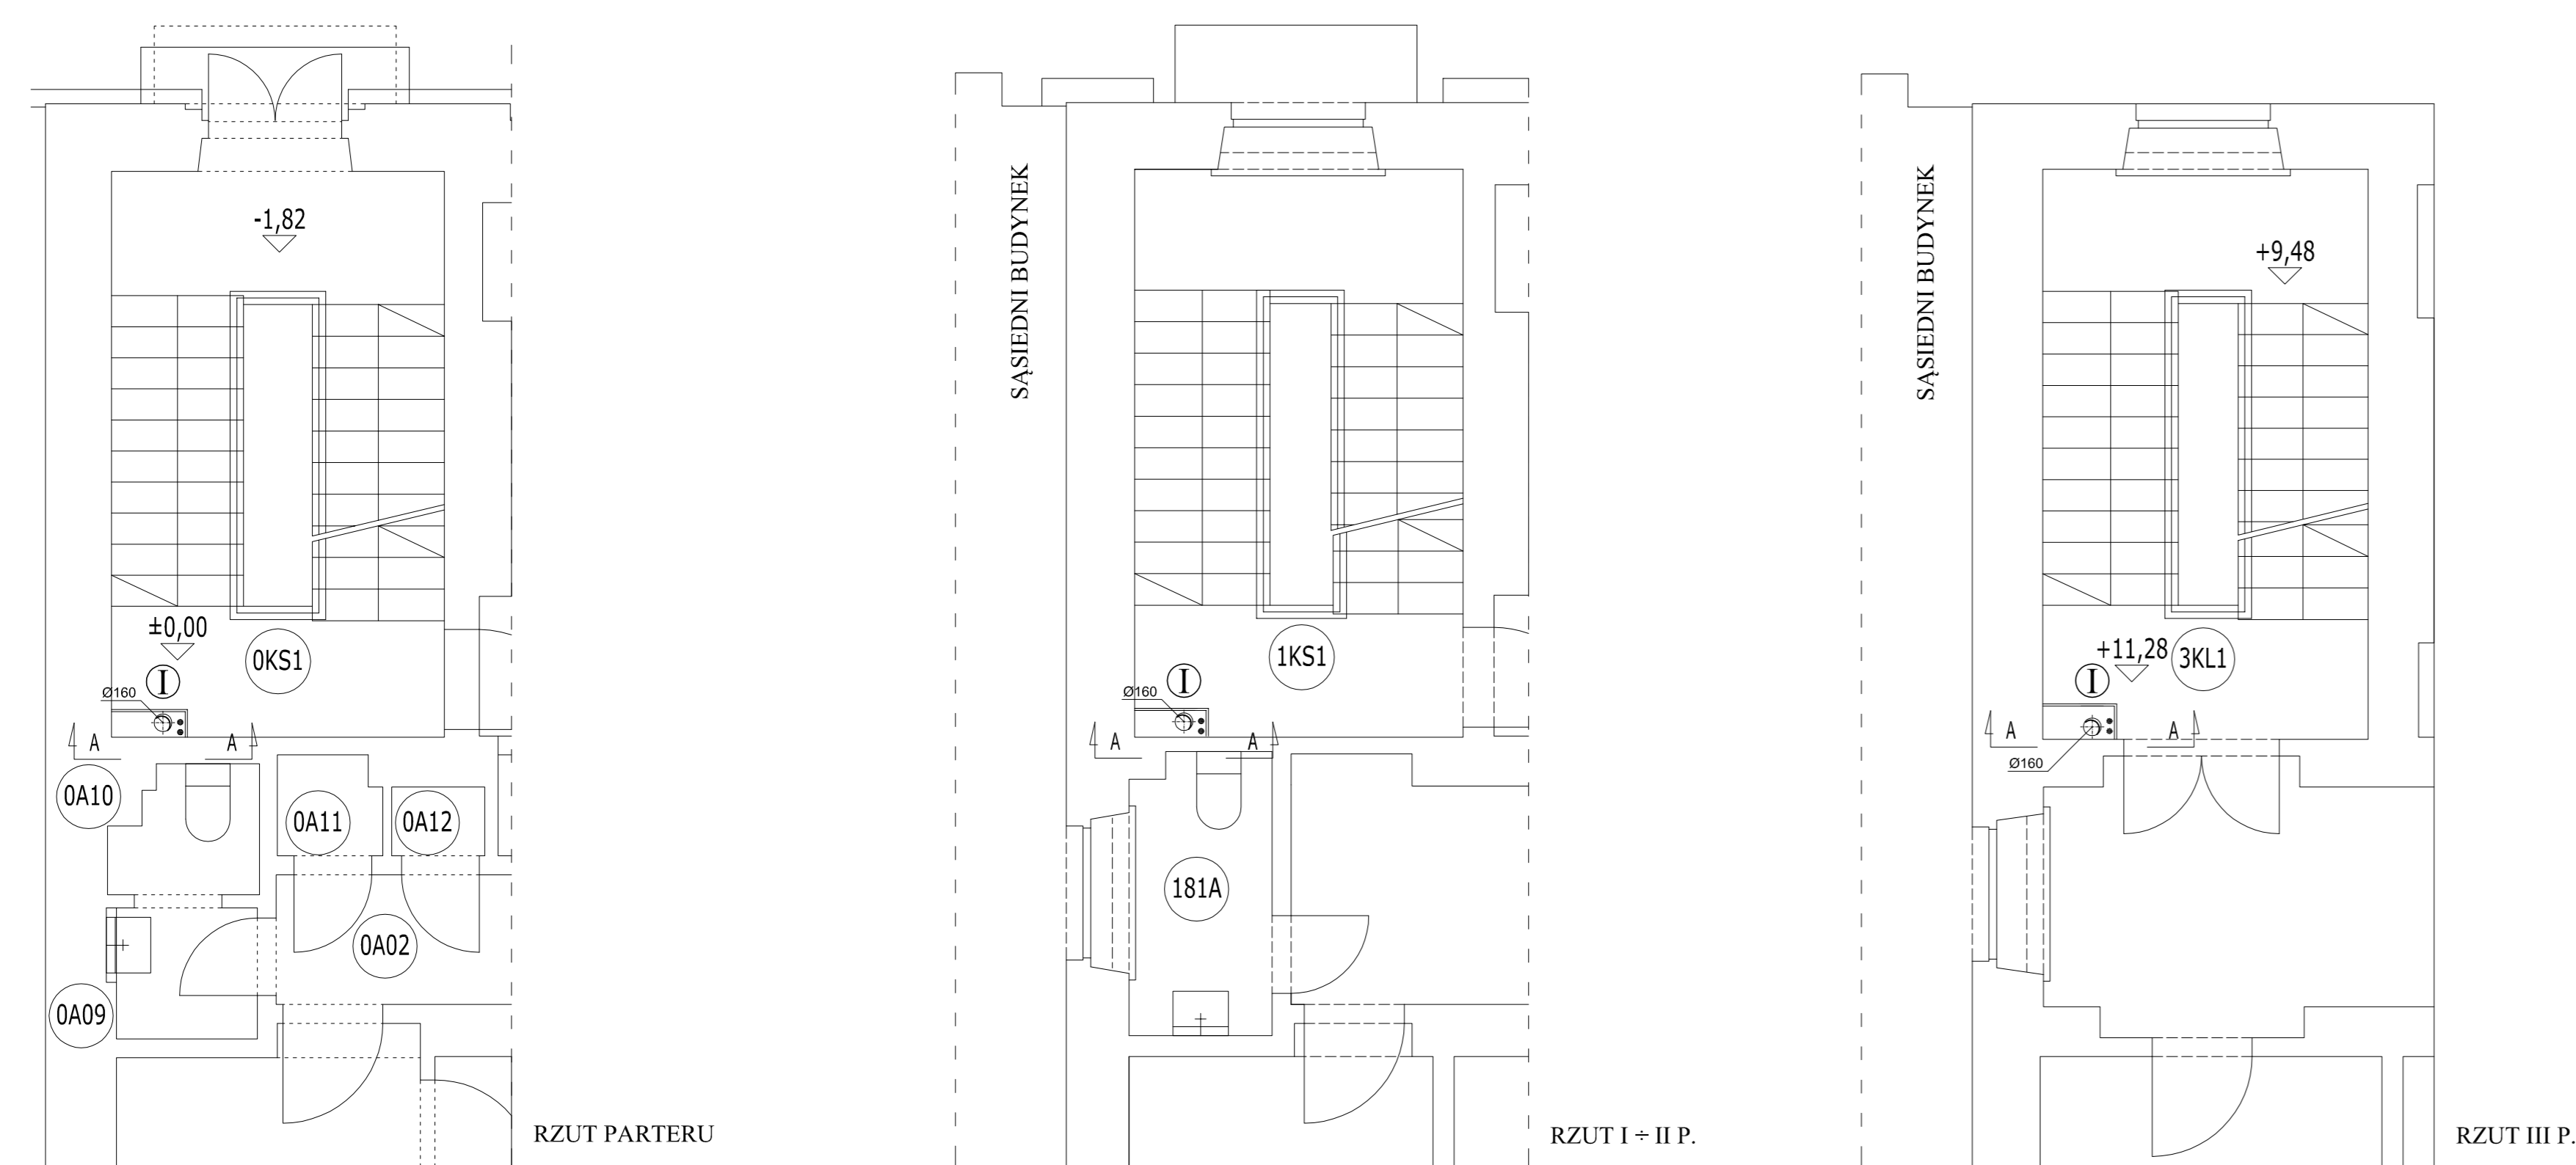 -1,82
±0,00
0KS1
I
Ø160
A
A
0A10
0A11
0A12
0A02
0A09
RZUT PARTERU
SĄSIEDNI BUDYNEK
1KS1
I
Ø160
A
A
181A
RZUT I ÷ II P.
SĄSIEDNI BUDYNEK
+9,48
+11,28
3KL1
I
A
A
Ø160
RZUT III P.